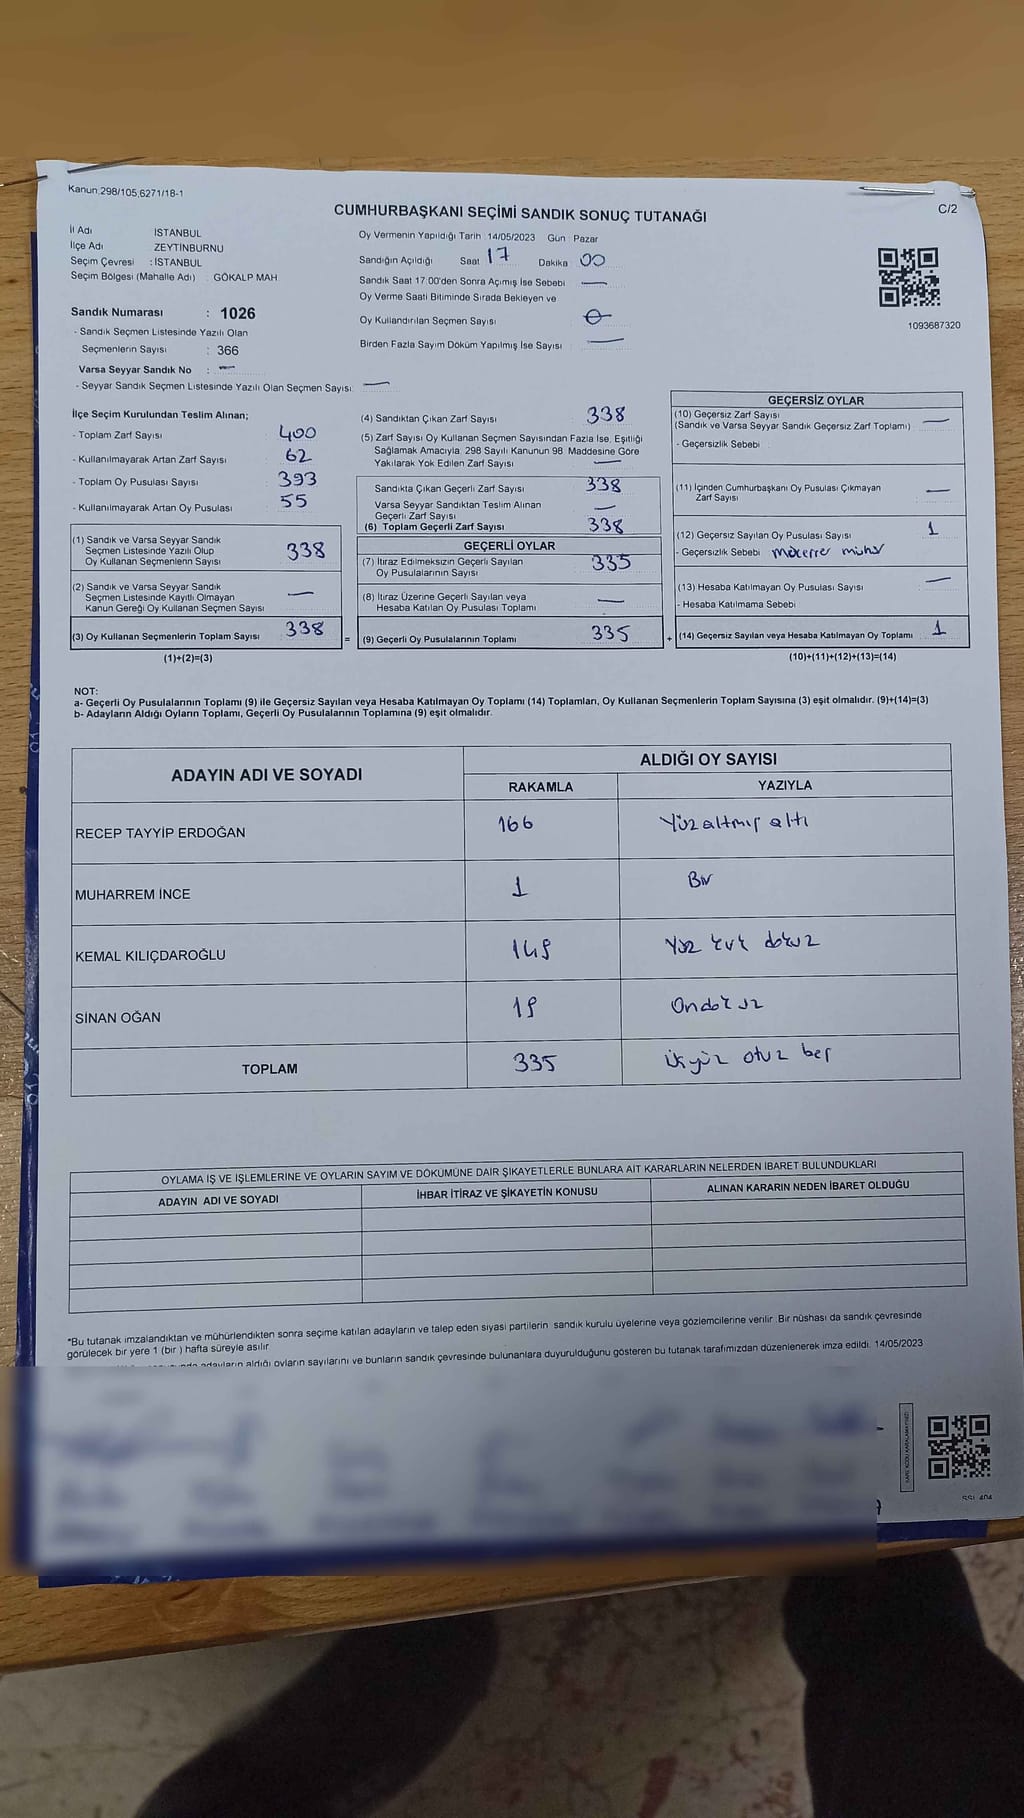 Kanun.298/105,6271/18-1
C/2
CUMHURBAŞKANI SEÇİMİ SANDIK SONUÇ TUTANAĞI
İl Adı İSTANBUL
İlçe Adı ZEYTİNBURNU
Seçim Çevresi : İSTANBUL
Seçim Bölgesi (Mahalle Adı) : GÖKALP MAH
Sandık Numarası : 1026
- Sandık Seçmen Listesinde Yazılı Olan
Seçmenlerin Sayısı : 366
Varsa Seyyar Sandık No : —
- Seyyar Sandık Seçmen Listesinde Yazılı Olan Seçmen Sayısı: —
Oy Vermenin Yapıldığı Tarih 14/05/2023 Gün : Pazar
Sandığın Açıldığı Saat 17 Dakika 00
Sandık Saat 17:00'den Sonra Açımış İse Sebebi —
Oy Verme Saati Bitiminde Sırada Bekleyen ve
Oy Kullandırılan Seçmen Sayısı
Birden Fazla Sayım Döküm Yapılmış İse Sayısı : —
1093687320
İlçe Seçim Kurulundan Teslim Alınan;
- Toplam Zarf Sayısı : 400
- Kullanılmayarak Artan Zarf Sayısı : 62
- Toplam Oy Pusulası Sayısı : 393
- Kullanılmayarak Artan Oy Pusulası : 55
(1) Sandık ve Varsa Seyyar Sandık
Seçmen Listesinde Yazılı Olup
Oy Kullanan Seçmenlerin Sayısı 338
(2) Sandık ve Varsa Seyyar Sandık
Seçmen Listesinde Kayıtlı Olmayan
Kanun Gereği Oy Kullanan Seçmen Sayısı —
(3) Oy Kullanan Seçmenlerin Toplam Sayısı 338
(1)+(2)=(3)
=
(4) Sandıktan Çıkan Zarf Sayısı : 338
(5) Zarf Sayısı Oy Kullanan Seçmen Sayısından Fazla İse, Eşitliği
Sağlamak Amacıyla 298 Sayılı Kanunun 98 Maddesine Göre
Yakılarak Yok Edilen Zarf Sayısı —
Sandıkta Çıkan Geçerli Zarf Sayısı 338
Varsa Seyyar Sandıktan Teslim Alınan
Geçerli Zarf Sayısı —
(6) Toplam Geçerli Zarf Sayısı 338
GEÇERLİ OYLAR
(7) İtiraz Edilmeksizin Geçerli Sayılan
Oy Pusulalarının Sayısı 335
(8) İtiraz Üzerine Geçerli Sayılan veya
Hesaba Katılan Oy Pusulası Toplamı —
(9) Geçerli Oy Pusulalarının Toplamı 335
+
GEÇERSİZ OYLAR
(10) Geçersiz Zarf Sayısı
(Sandık ve Varsa Seyyar Sandık Geçersiz Zarf Toplamı) —
- Geçersizlik Sebebi :
(11) İçinden Cumhurbaşkanı Oy Pusulası Çıkmayan
Zarf Sayısı —
(12) Geçersiz Sayılan Oy Pusulası Sayısı 1
- Geçersizlik Sebebi
(13) Hesaba Katılmayan Oy Pusulası Sayısı : —
- Hesaba Katılmama Sebebi
(14) Geçersiz Sayılan veya Hesaba Katılmayan Oy Toplamı 1
(10)+(11)+(12)+(13)=(14)
NOT:
a- Geçerli Oy Pusulalarının Toplamı (9) ile Geçersiz Sayılan veya Hesaba Katılmayan Oy Toplamı (14) Toplamları, Oy Kullanan Seçmenlerin Toplam Sayısına (3) eşit olmalıdır. (9)+(14)=(3)
b- Adayların Aldığı Oyların Toplamı, Geçerli Oy Pusulalarının Toplamına (9) eşit olmalıdır.
ADAYIN ADI VE SOYADI ALDIĞI OY SAYISI
RAKAMLA YAZIYLA
RECEP TAYYİP ERDOĞAN 166 Yüzaltmış altı
MUHARREM İNCE 1 Bir
KEMAL KILIÇDAROĞLU 149 Yüz kırk dokuz
SİNAN OĞAN 19 Ondokuz
TOPLAM 335 üçyüz otuz beş
OYLAMA İŞ VE İŞLEMLERİNE VE OYLARIN SAYIM VE DÖKÜMÜNE DAİR ŞİKAYETLERLE BUNLARA AİT KARARLARIN NELERDEN İBARET BULUNDUKLARI
ADAYIN ADI VE SOYADI İHBAR İTİRAZ VE ŞİKAYETİN KONUSU ALINAN KARARIN NEDEN İBARET OLDUĞU
*Bu tutanak imzalandıktan ve mühürlendikten sonra seçime katılan adayların ve talep eden siyasi partilerin sandık kurulu üyelerine veya gözlemcilerine verilir. Bir nüshası da sandık çevresinde
görülecek bir yere 1 (bir ) hafta süreyle asılır
adayların aldığı oyların sayılarını ve bunların sandık çevresinde bulunanlara duyurulduğunu gösteren bu tutanak tarafımızdan düzenlenerek imza edildi. 14/05/2023